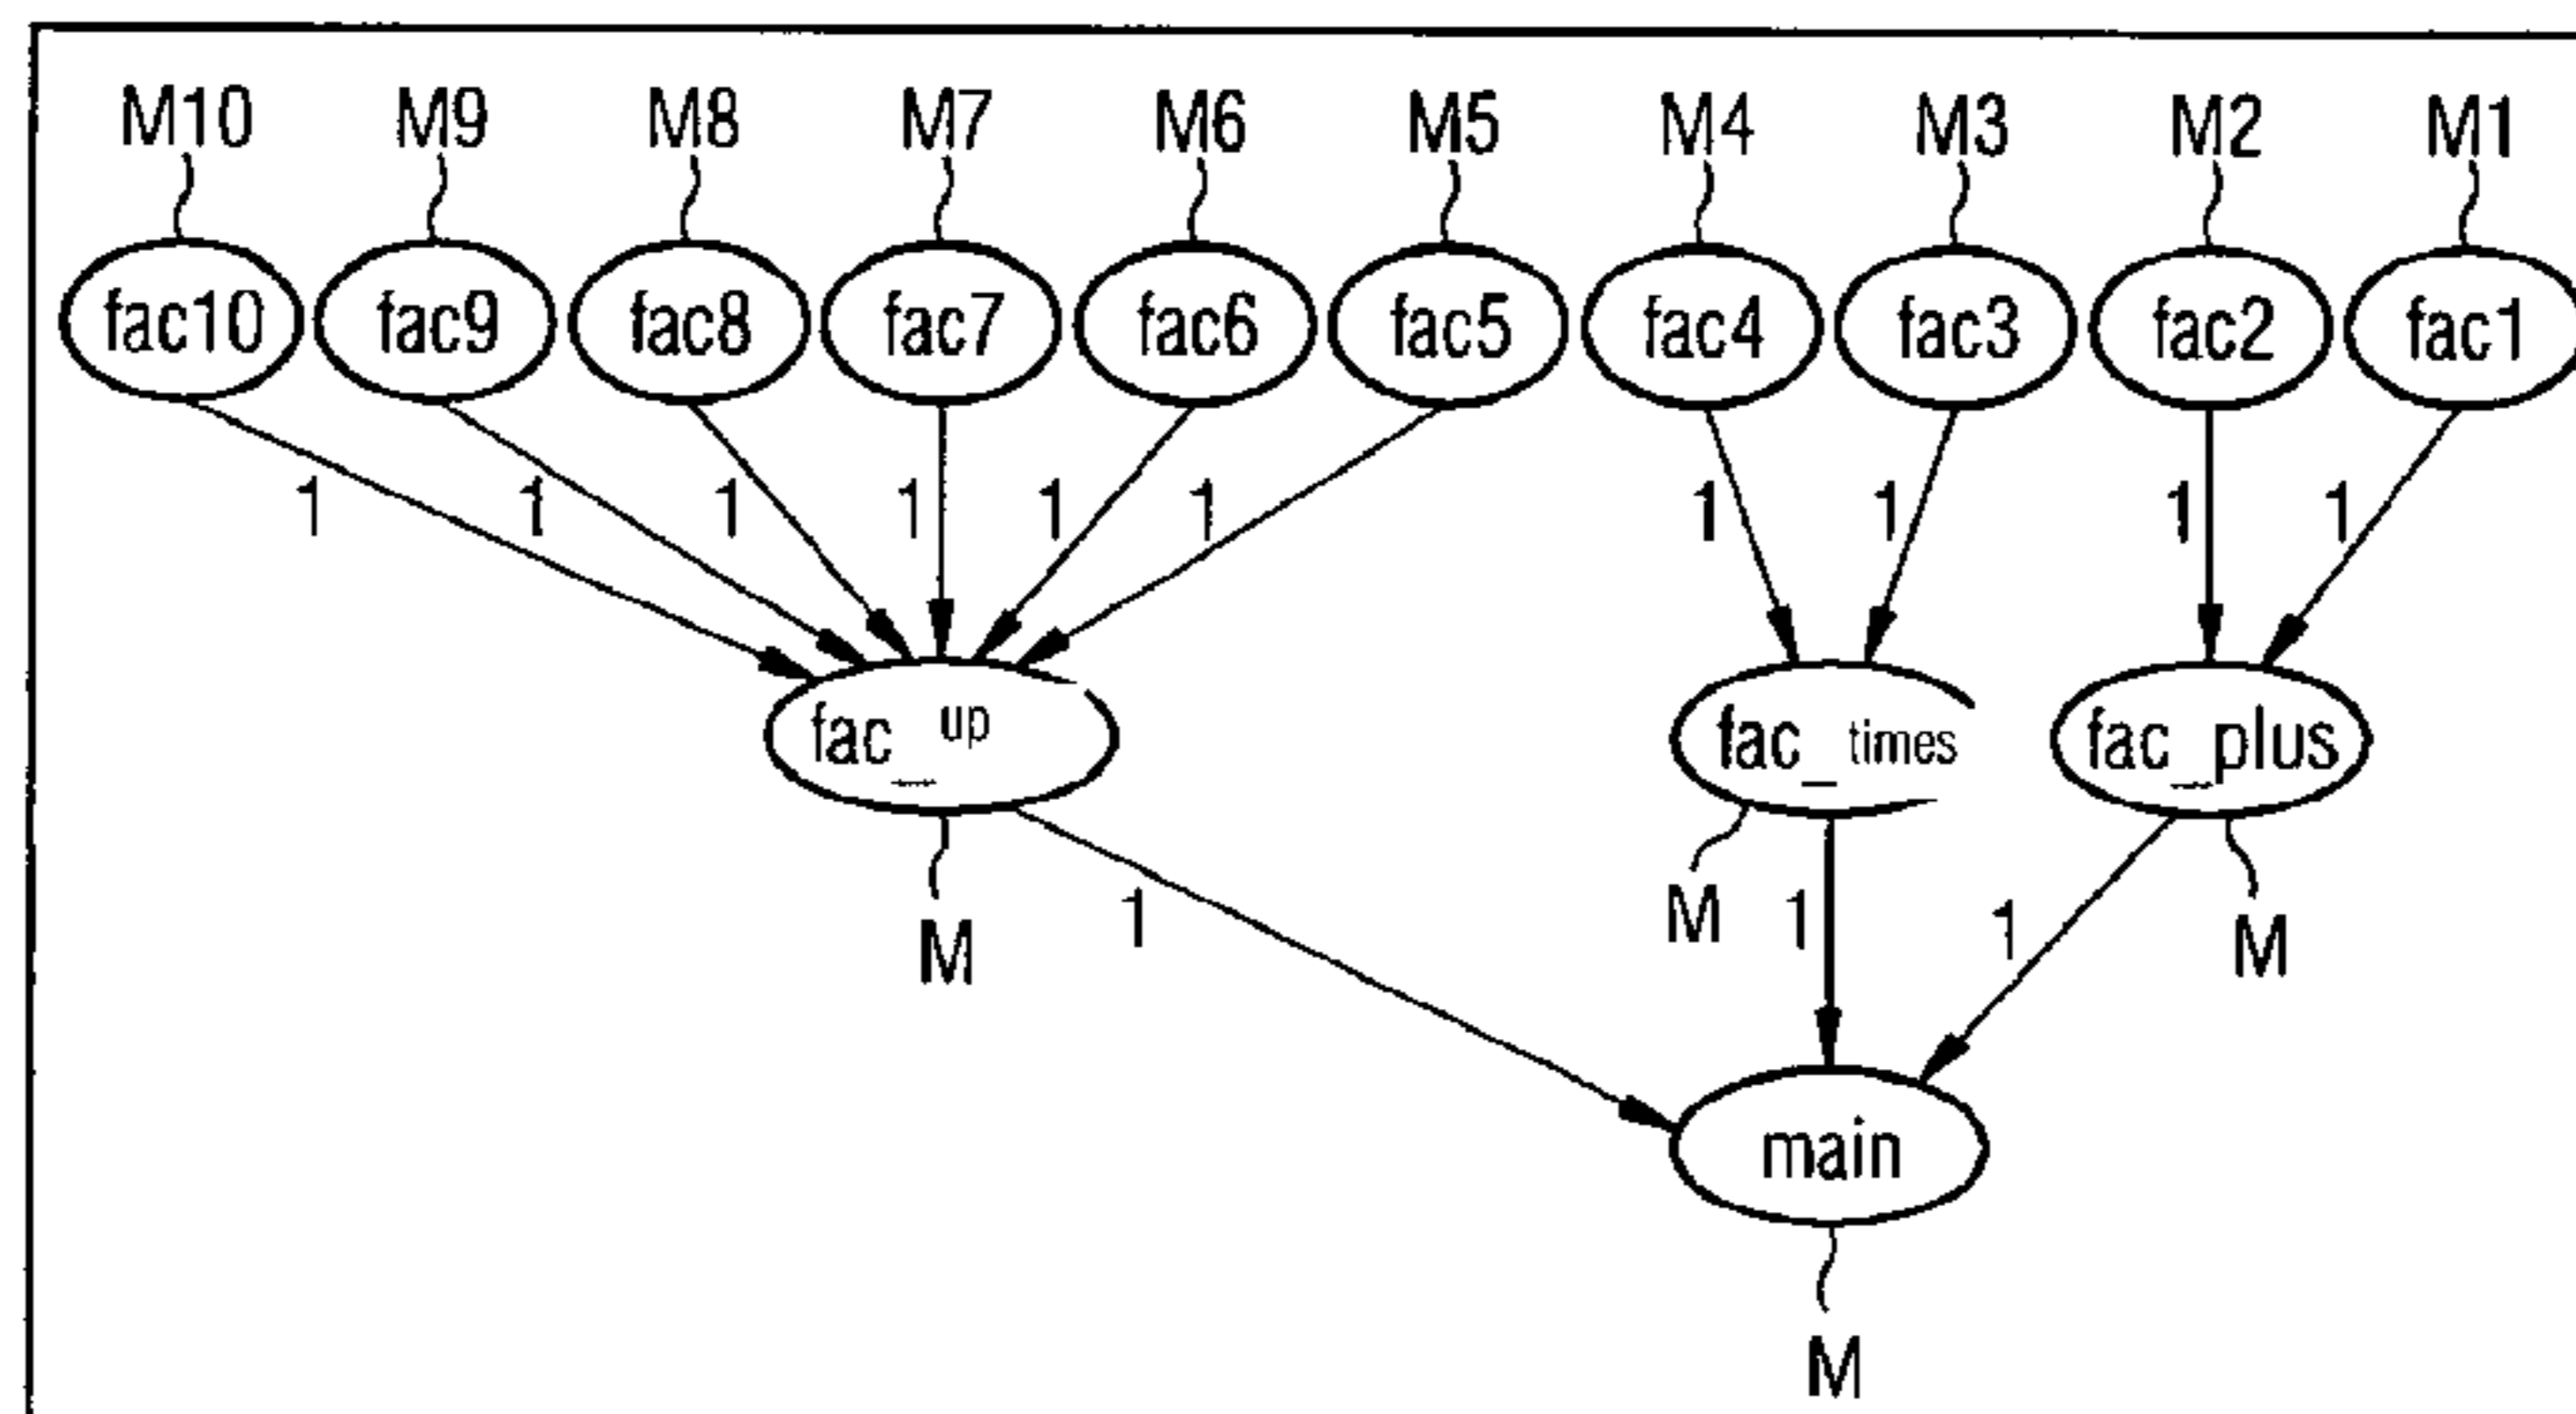 M10 M9 M8 M7 M6 M5 M4 M3 M2 M1
fac10 fac9 fac8 fac7 fac6 fac5 fac4 fac3 fac2 fac1
1 1 1 1 1 1 1 1 1 1
fac_up fac_times fac_plus
M 1 M 1 1 M
main
M